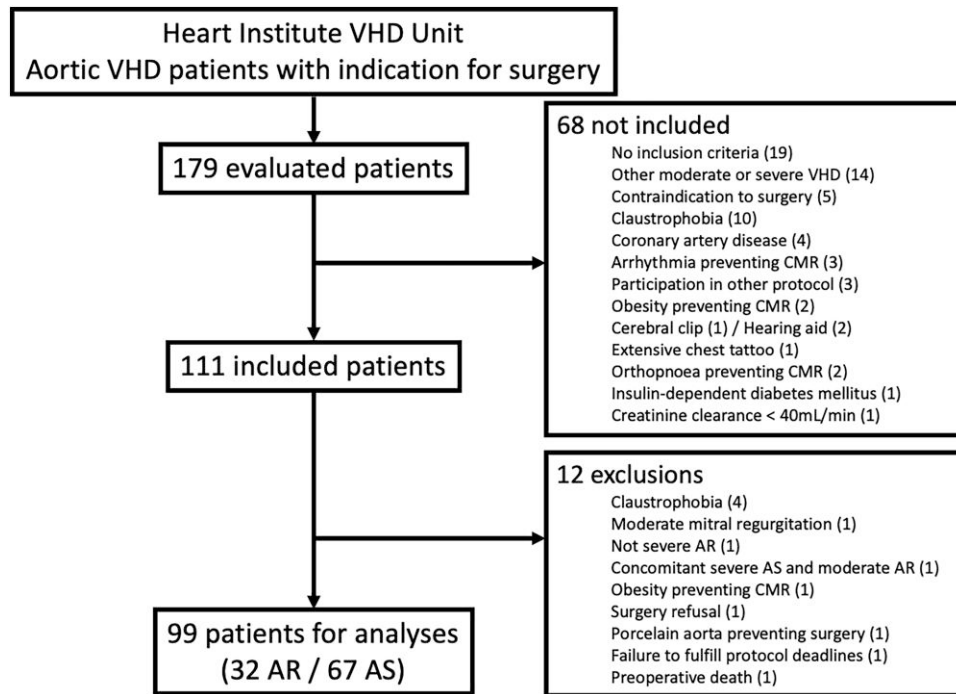 Heart Institute VHD Unit
Aortic VHD patients with indication for surgery
179 evaluated patients
68 not included
No inclusion criteria (19)
Other moderate or severe VHD (14)
Contraindication to surgery (5)
Claustrophobia (10)
Coronary artery disease (4)
Arrhythmia preventing CMR (3)
Participation in other protocol (3)
Obesity preventing CMR (2)
Cerebral clip (1) / Hearing aid (2)
Extensive chest tattoo (1)
Orthopnoea preventing CMR (2)
Insulin-dependent diabetes mellitus (1)
Creatinine clearance < 40mL/min (1)
111 included patients
12 exclusions
Claustrophobia (4)
Moderate mitral regurgitation (1)
Not severe AR (1)
Concomitant severe AS and moderate AR (1)
Obesity preventing CMR (1)
Surgery refusal (1)
Porcelain aorta preventing surgery (1)
Failure to fulfill protocol deadlines (1)
Preoperative death (1)
99 patients for analyses
(32 AR / 67 AS)